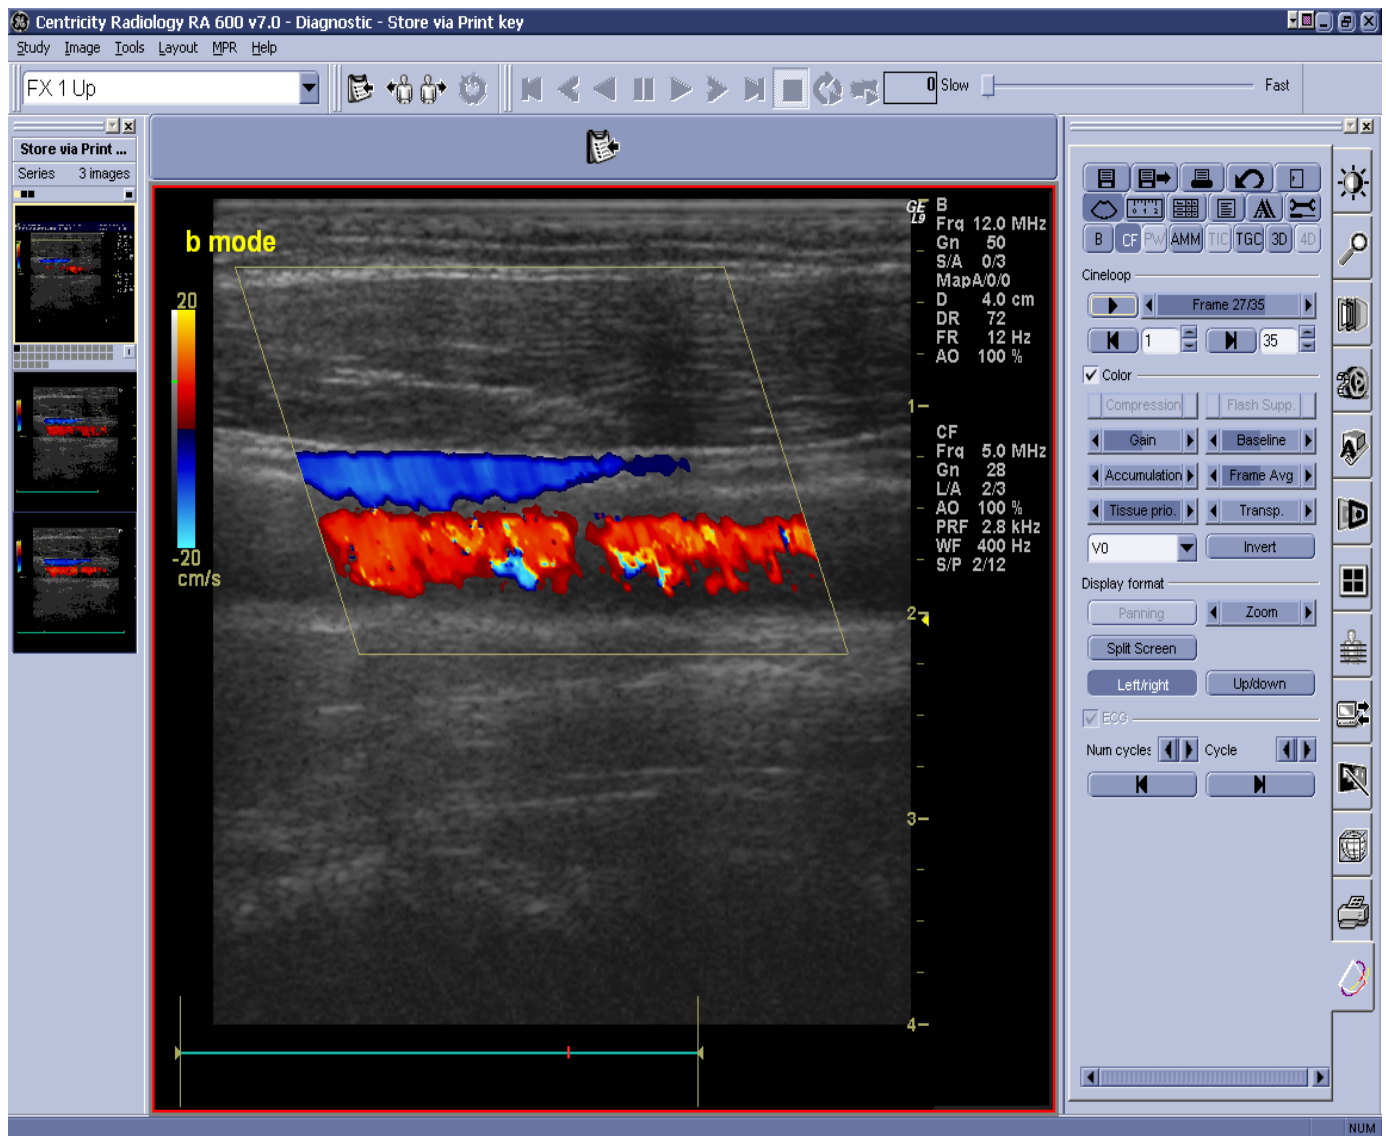 Centricity Radiology RA 600 v7.0 - Diagnostic - Store via Print key
Study Image Tools Layout MPR Help
FX 1 Up
0 Slow Fast
Store via Print ...
Series 3 images
b mode
20
-20
cm/s
GE
L9
B
Frq 12.0 MHz
Gn 50
S/A 0/3
MapA/0/0
D 4.0 cm
DR 72
FR 12 Hz
AO 100 %
CF
Frq 5.0 MHz
Gn 28
L/A 2/3
AO 100 %
PRF 2.8 kHz
WF 400 Hz
S/P 2/12
1
2
3
4
B CF PW AMM TIC TGC 3D 4D
Cineloop
Frame 27/35
1 35
Color
Compression Flash Supp.
Gain Baseline
Accumulation Frame Avg
Tissue prio. Transp.
V0 Invert
Display format
Panning Zoom
Split Screen
Left/right Up/down
ECG
Num cycles Cycle
NUM